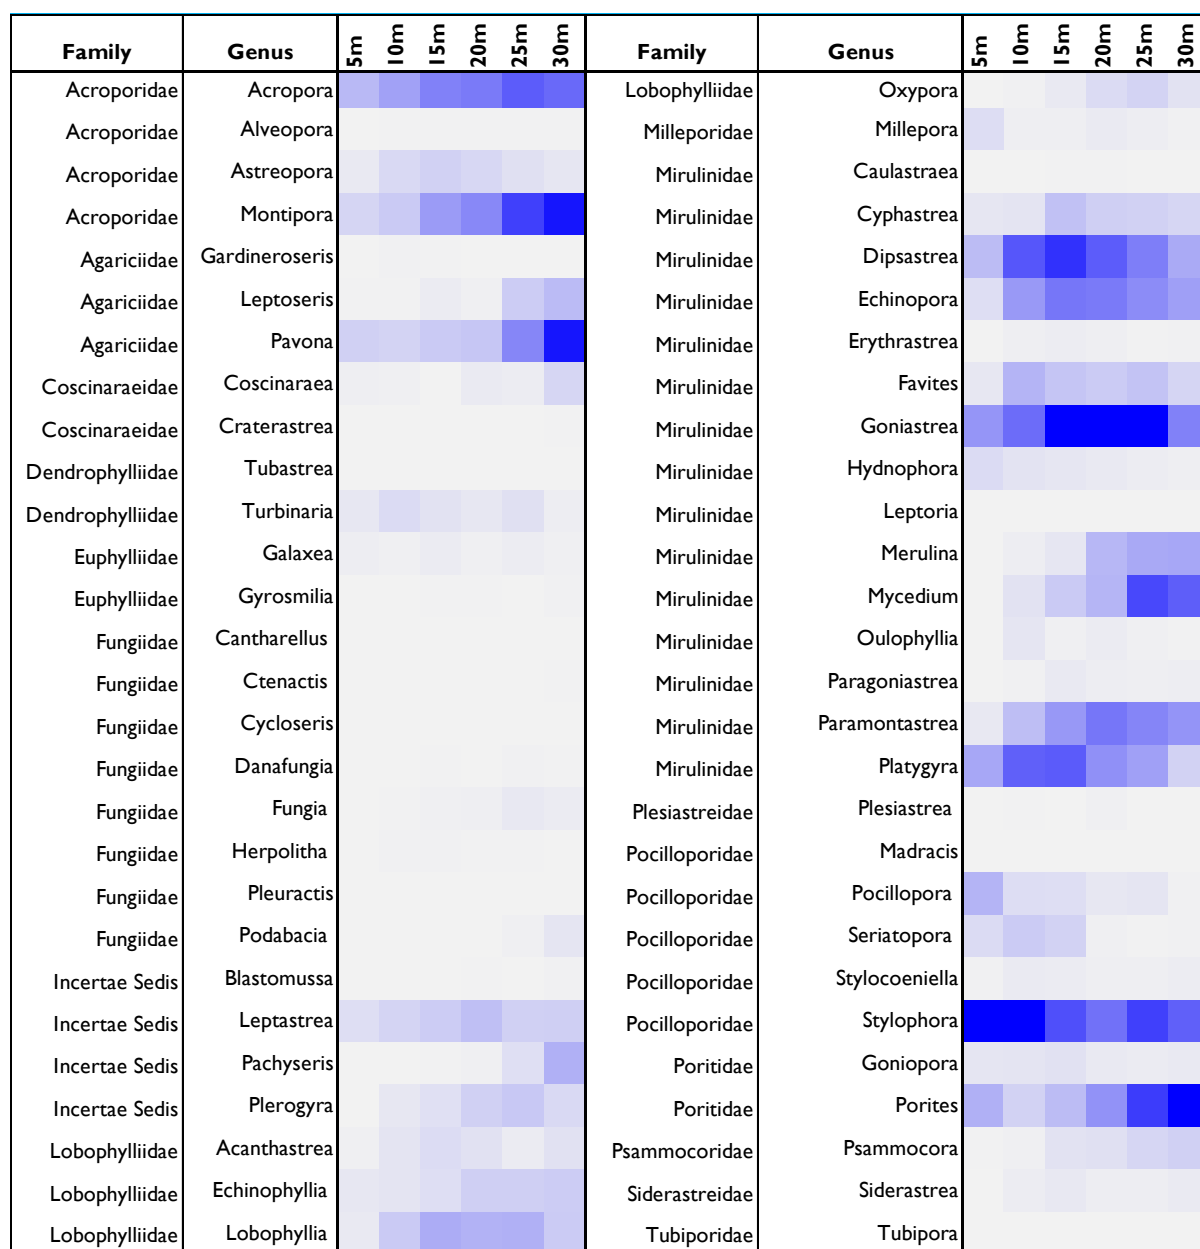 Family Genus 5m 10m 15m 20m 25m 30m Family Genus 5m 10m 15m 20m 25m 30m
Acroporidae Acropora Lobophylliidae Oxypora
Acroporidae Alveopora Milleporidae Millepora
Acroporidae Astreopora Mirulinidae Caulastraea
Acroporidae Montipora Mirulinidae Cyphastrea
Agariciidae Gardineroseris Mirulinidae Dipsastrea
Agariciidae Leptoseris Mirulinidae Echinopora
Agariciidae Pavona Mirulinidae Erythrastrea
Coscinaraeidae Coscinaraea Mirulinidae Favites
Coscinaraeidae Craterastrea Mirulinidae Goniastrea
Dendrophylliidae Tubastrea Mirulinidae Hydnophora
Dendrophylliidae Turbinaria Mirulinidae Leptoria
Euphylliidae Galaxea Mirulinidae Merulina
Euphylliidae Gyrosmilia Mirulinidae Mycedium
Fungiidae Cantharellus Mirulinidae Oulophyllia
Fungiidae Ctenactis Mirulinidae Paragoniastrea
Fungiidae Cycloseris Mirulinidae Paramontastrea
Fungiidae Danafungia Mirulinidae Platygyra
Fungiidae Fungia Plesiastreidae Plesiastrea
Fungiidae Herpolitha Pocilloporidae Madracis
Fungiidae Pleuractis Pocilloporidae Pocillopora
Fungiidae Podabacia Pocilloporidae Seriatopora
Incertae Sedis Blastomussa Pocilloporidae Stylocoeniella
Incertae Sedis Leptastrea Pocilloporidae Stylophora
Incertae Sedis Pachyseris Poritidae Goniopora
Incertae Sedis Plerogyra Poritidae Porites
Lobophylliidae Acanthastrea Psammocoridae Psammocora
Lobophylliidae Echinophyllia Siderastreidae Siderastrea
Lobophylliidae Lobophyllia Tubiporidae Tubipora